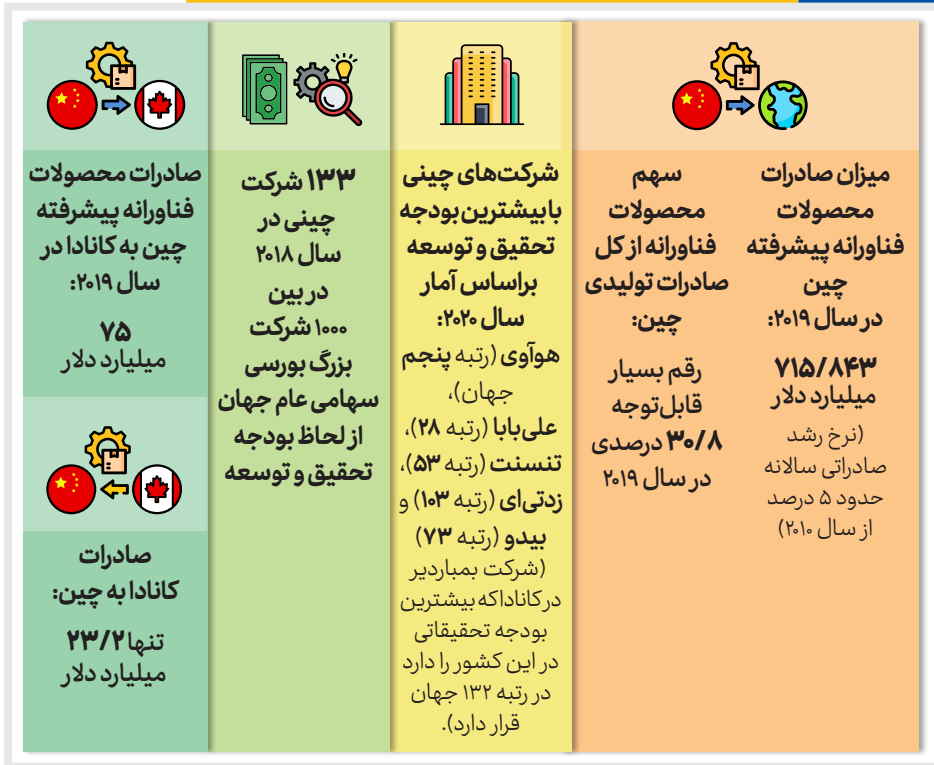 میزان صادرات
محصولات
فناورانه پیشرفته
چین
در سال ۲۰۱۹:
۷۱۵/۸۴۳
میلیارد دلار
(نرخ رشد
صادراتی سالانه
حدود ۵ درصد
از سال ۲۰۱۰)
سهم
محصولات
فناورانه از کل
صادرات تولیدی
چین:
رقم بسیار
قابل‌توجه
۳۰/۸ درصدی
در سال ۲۰۱۹
شرکت‌های چینی
با بیشترین بودجه
تحقیق و توسعه
براساس آمار
سال ۲۰۲۰:
هوآوی (رتبه پنجم
جهان)،
علی‌بابا (رتبه ۲۸)،
تنسنت (رتبه ۵۳)،
زدتی‌ای (رتبه ۱۰۳) و
بیدو (رتبه ۷۳)
(شرکت بمباردیر
در کانادا که بیشترین
بودجه تحقیقاتی
در این کشور را دارد
در رتبه ۱۳۲ جهان
قرار دارد).
۱۳۳ شرکت
چینی در
سال ۲۰۱۸
در بین
۱۰۰۰ شرکت
بزرگ بورسی
سهامی عام جهان
از لحاظ بودجه
تحقیق و توسعه
صادرات محصولات
فناورانه پیشرفته
چین به کانادا در
سال ۲۰۱۹:
۷۵
میلیارد دلار
صادرات
کانادا به چین:
تنها ۲۳/۲
میلیارد دلار